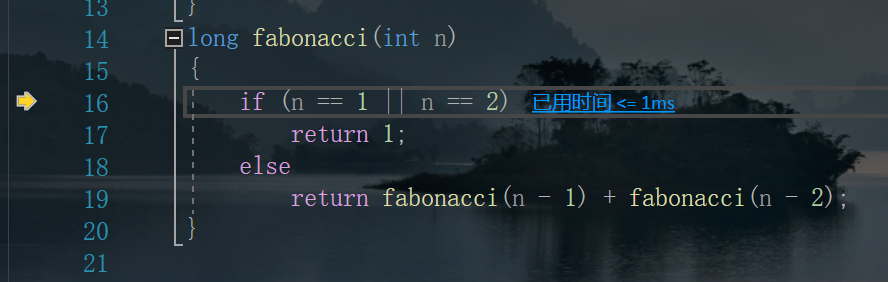 13 }
14 long fabonacci(int n)
15 {
16 if (n == 1 || n == 2) 已用时间 <= 1ms
17 return 1;
18 else
19 return fabonacci(n - 1) + fabonacci(n - 2);
20 }
21